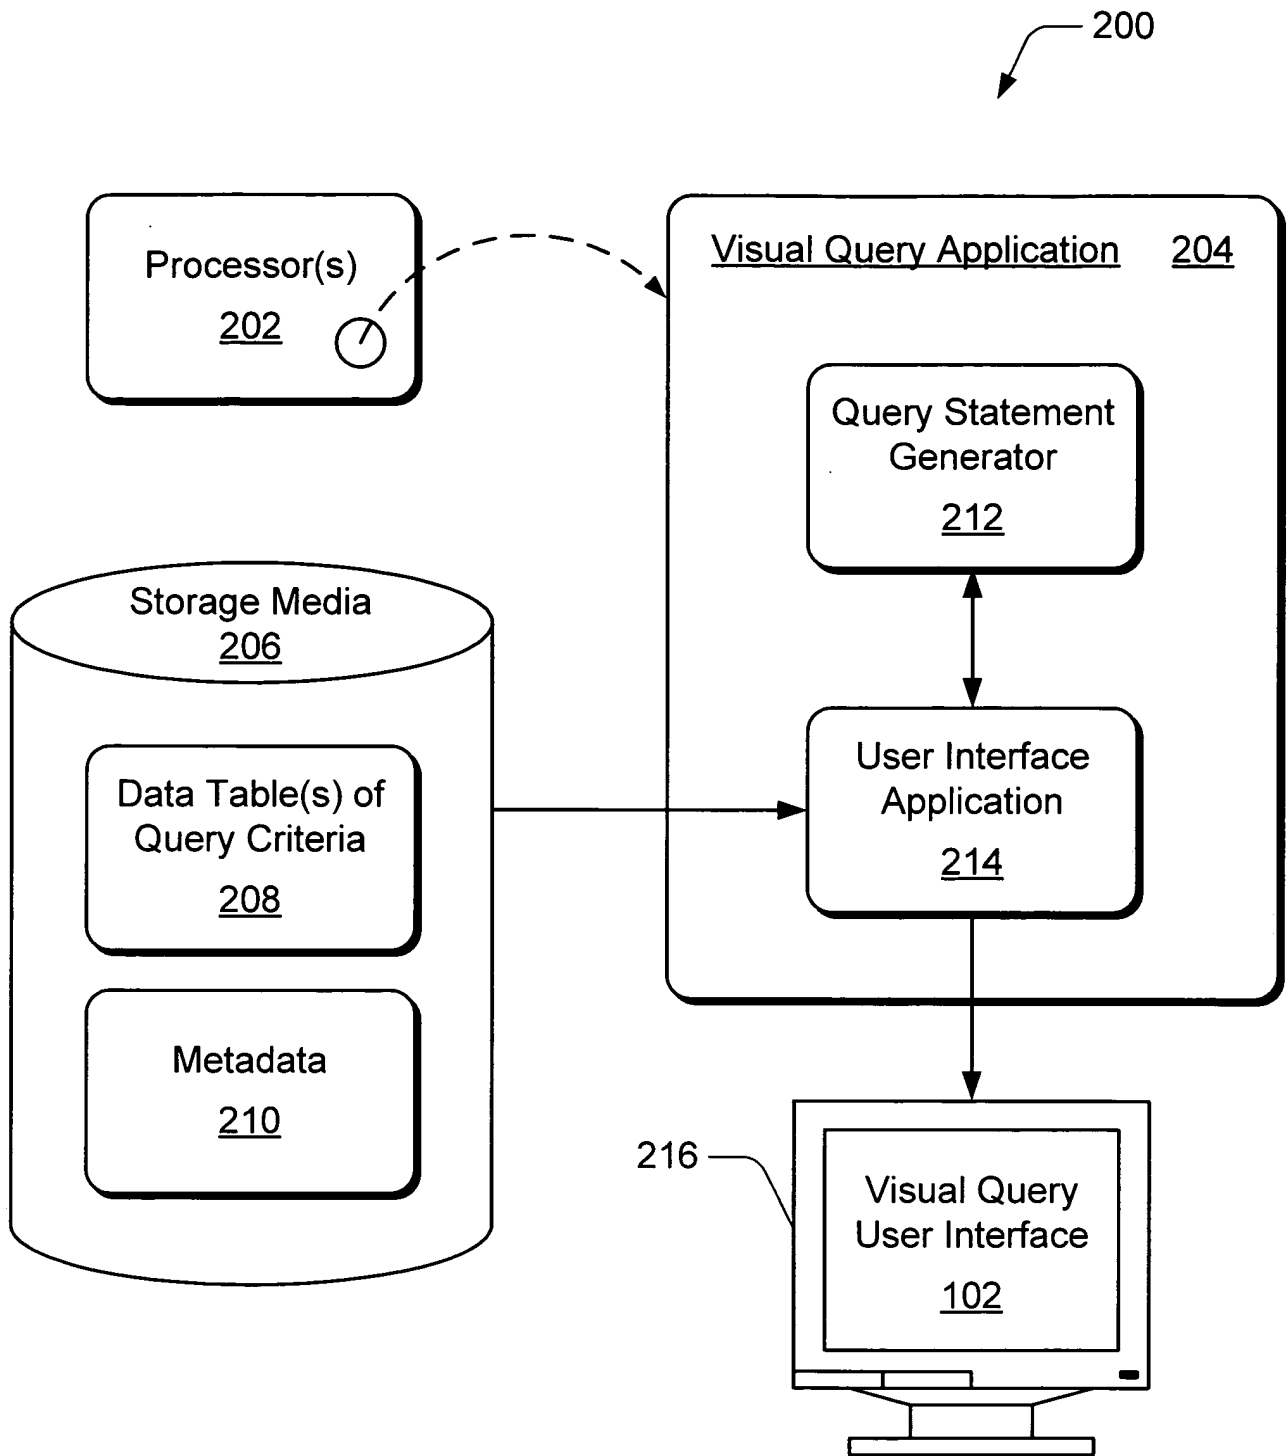 200
Processor(s)
202
Visual Query Application 204
Query Statement
Generator
212
Storage Media
206
Data Table(s) of
Query Criteria
208
User Interface
Application
214
Metadata
210
216
Visual Query
User Interface
102